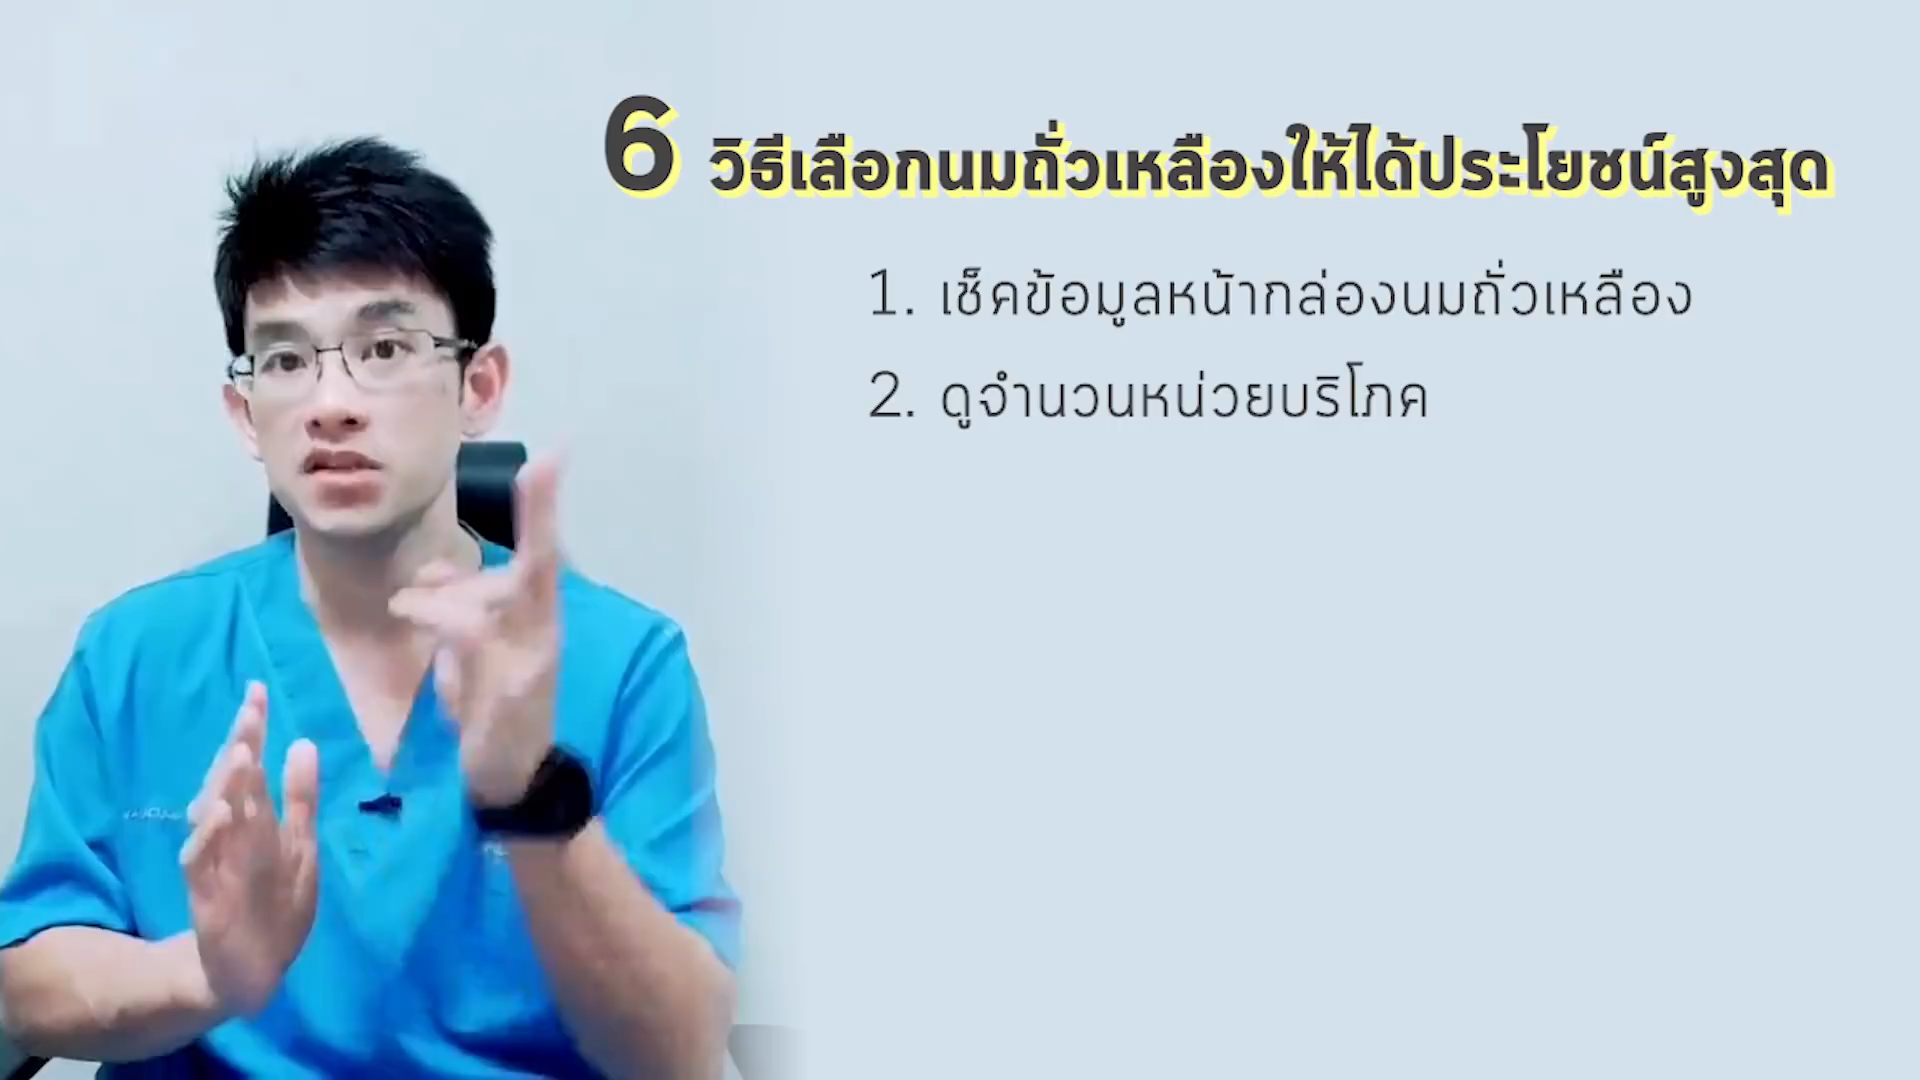 6 วิธีเลือกนมถั่วเหลืองให้ได้ประโยชน์สูงสุด
1. เช็คข้อมูลหน้ากล่องนมถั่วเหลือง
2. ดูจำนวนหน่วยบริโภค